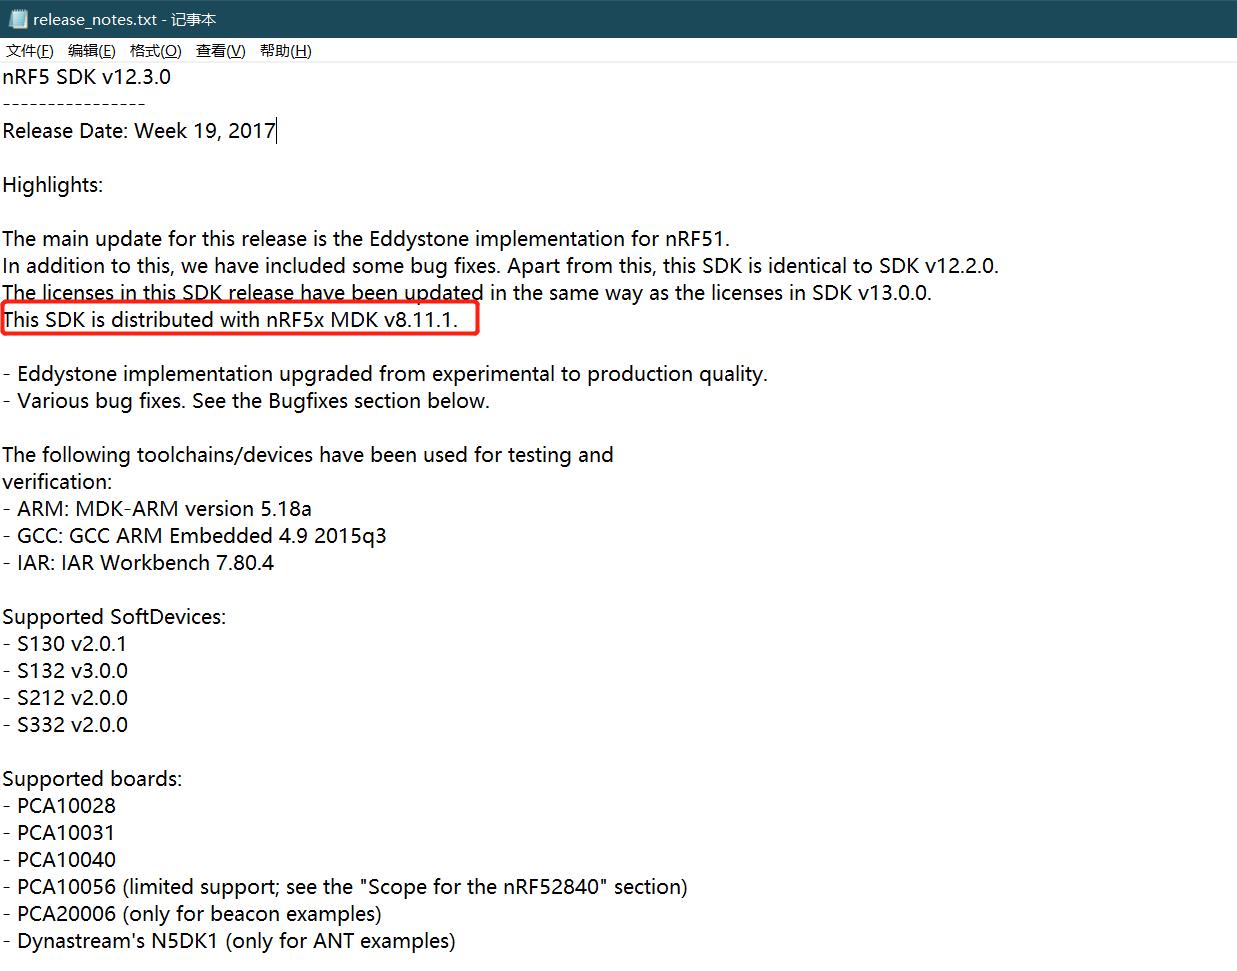 release_notes.txt - 记事本
文件(F) 编辑(E) 格式(O) 查看(V) 帮助(H)
nRF5 SDK v12.3.0
----------------
Release Date: Week 19, 2017
Highlights:
The main update for this release is the Eddystone implementation for nRF51.
In addition to this, we have included some bug fixes. Apart from this, this SDK is identical to SDK v12.2.0.
The licenses in this SDK release have been updated in the same way as the licenses in SDK v13.0.0.
This SDK is distributed with nRF5x MDK v8.11.1.
- Eddystone implementation upgraded from experimental to production quality.
- Various bug fixes. See the Bugfixes section below.
The following toolchains/devices have been used for testing and
verification:
- ARM: MDK-ARM version 5.18a
- GCC: GCC ARM Embedded 4.9 2015q3
- IAR: IAR Workbench 7.80.4
Supported SoftDevices:
- S130 v2.0.1
- S132 v3.0.0
- S212 v2.0.0
- S332 v2.0.0
Supported boards:
- PCA10028
- PCA10031
- PCA10040
- PCA10056 (limited support; see the "Scope for the nRF52840" section)
- PCA20006 (only for beacon examples)
- Dynastream's N5DK1 (only for ANT examples)